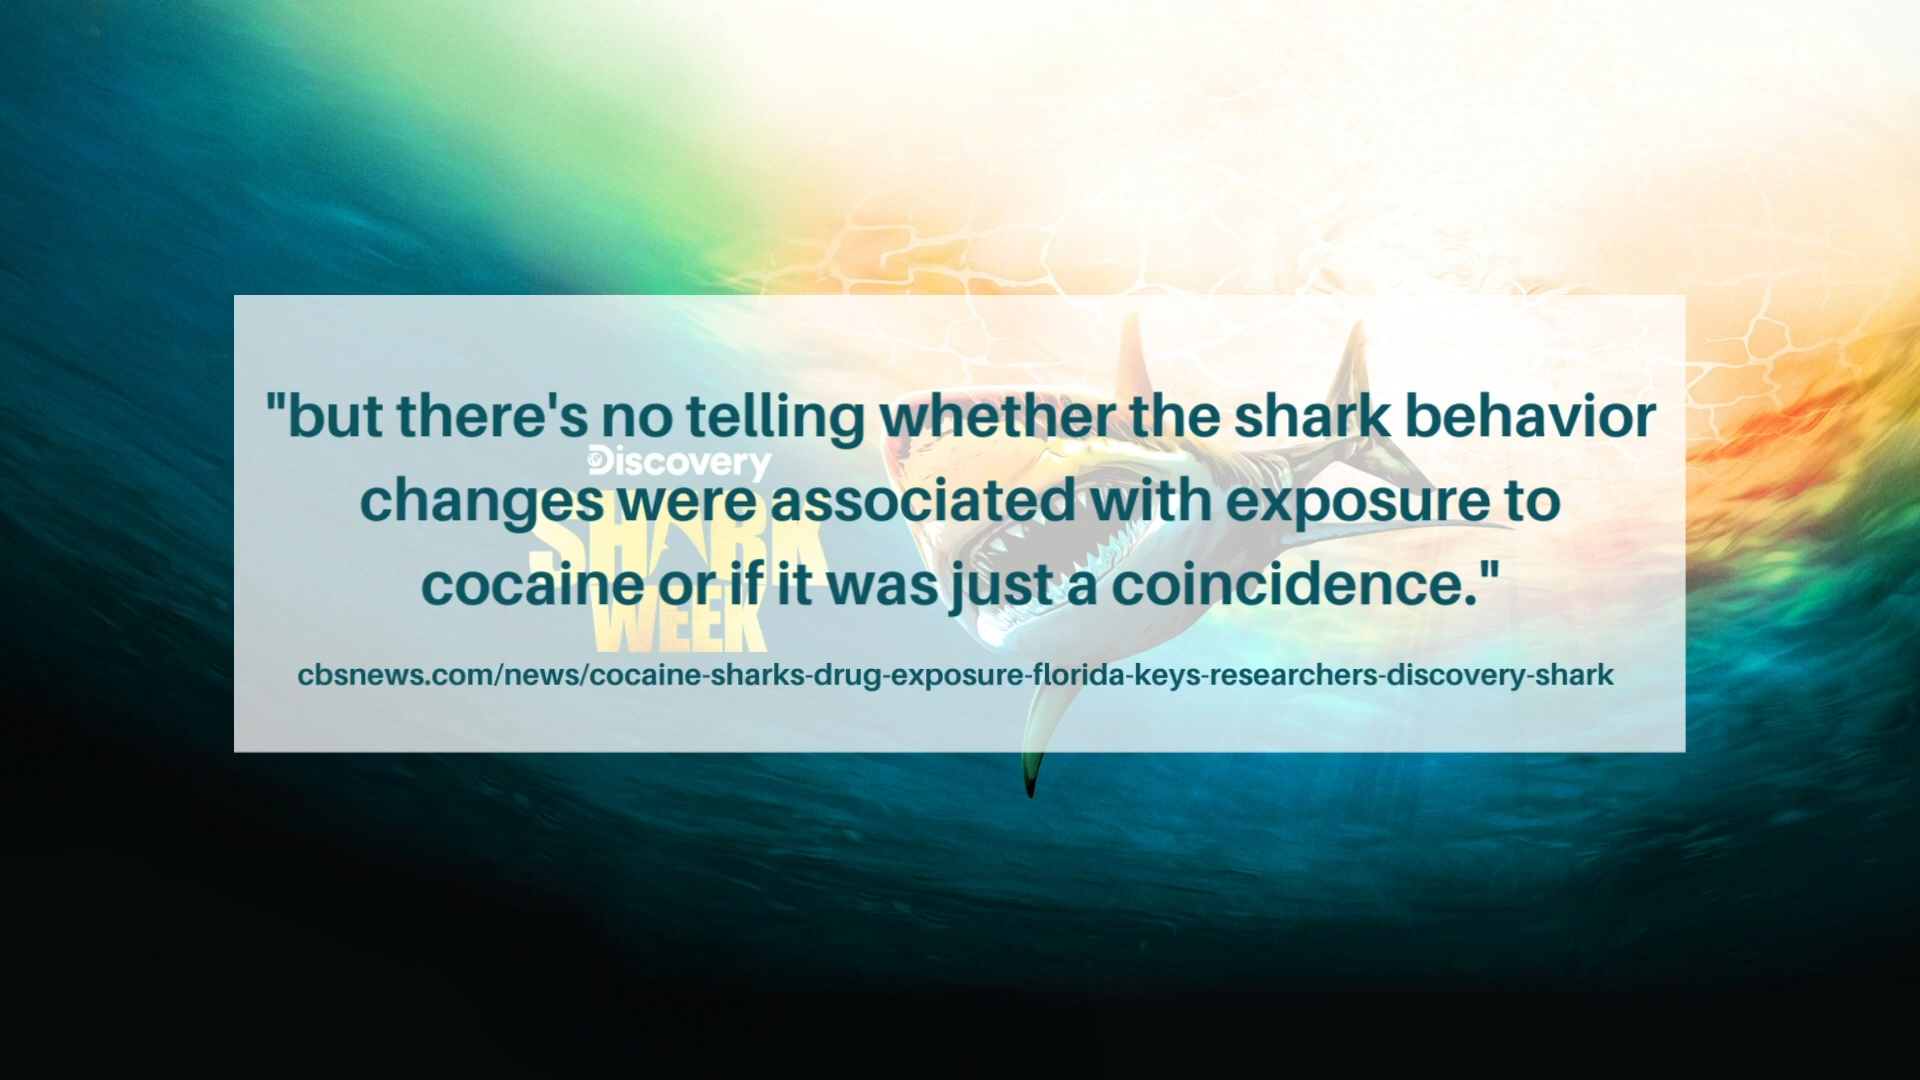 "but there's no telling whether the shark behavior
Discovery
changes were associated with exposure to
SHARK
cocaine or if it was just a coincidence."
WEEK
cbsnews.com/news/cocaine-sharks-drug-exposure-florida-keys-researchers-discovery-shark